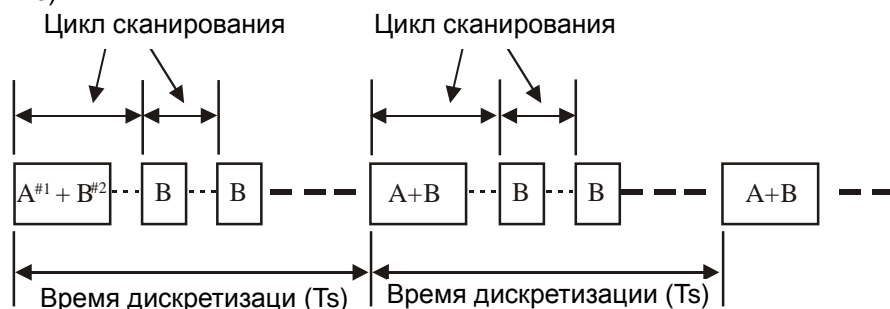 Цикл сканирования Цикл сканирования
A#1 + B#2 B B A+B B B A+B
Время дискретизаци (Ts) Время дискретизации (Ts)